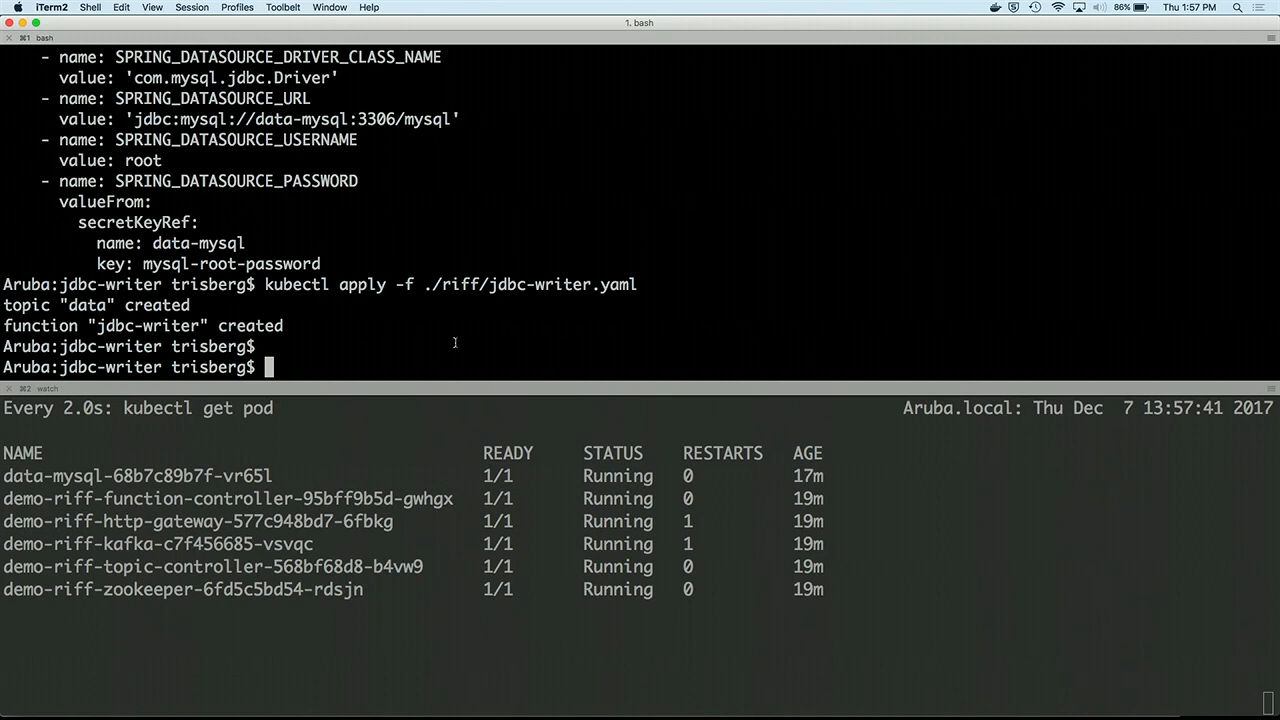 iTerm2 Shell Edit View Session Profiles Toolbelt Window Help 86% Thu 1:57 PM
1. bash
⌘1 bash
- name: SPRING_DATASOURCE_DRIVER_CLASS_NAME
value: 'com.mysql.jdbc.Driver'
- name: SPRING_DATASOURCE_URL
value: 'jdbc:mysql://data-mysql:3306/mysql'
- name: SPRING_DATASOURCE_USERNAME
value: root
- name: SPRING_DATASOURCE_PASSWORD
valueFrom:
secretKeyRef:
name: data-mysql
key: mysql-root-password
Aruba:jdbc-writer trisberg$ kubectl apply -f ./riff/jdbc-writer.yaml
topic "data" created
function "jdbc-writer" created
Aruba:jdbc-writer trisberg$
Aruba:jdbc-writer trisberg$
⌘2 watch
Every 2.0s: kubectl get pod Aruba.local: Thu Dec 7 13:57:41 2017
NAME READY STATUS RESTARTS AGE
data-mysql-68b7c89b7f-vr65l 1/1 Running 0 17m
demo-riff-function-controller-95bff9b5d-gwhgx 1/1 Running 0 19m
demo-riff-http-gateway-577c948bd7-6fbkg 1/1 Running 1 19m
demo-riff-kafka-c7f456685-vsvqc 1/1 Running 1 19m
demo-riff-topic-controller-568bf68d8-b4vw9 1/1 Running 0 19m
demo-riff-zookeeper-6fd5c5bd54-rdsjn 1/1 Running 0 19m